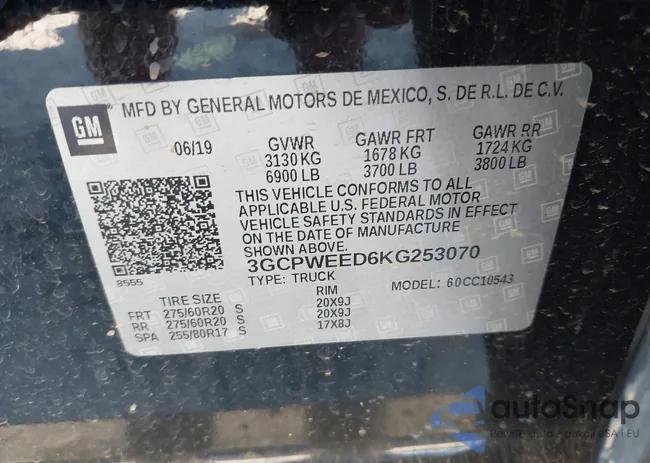 GM
MFD BY GENERAL MOTORS DE MEXICO, S. DE R.L. DE C.V.
06/19 GVWR GAWR FRT GAWR RR
3130 KG 1678 KG 1724 KG
6900 LB 3700 LB 3800 LB
THIS VEHICLE CONFORMS TO ALL
APPLICABLE U.S. FEDERAL MOTOR
VEHICLE SAFETY STANDARDS IN EFFECT
ON THE DATE OF MANUFACTURE
SHOWN ABOVE.
8555 3GCPWEED6KG253070
TYPE: TRUCK MODEL: 60CC10543
TIRE SIZE RIM
FRT 275/60R20 S 20X9J
RR 275/60R20 S 20X9J
SPA 255/80R17 S 17X8J
autoSnap